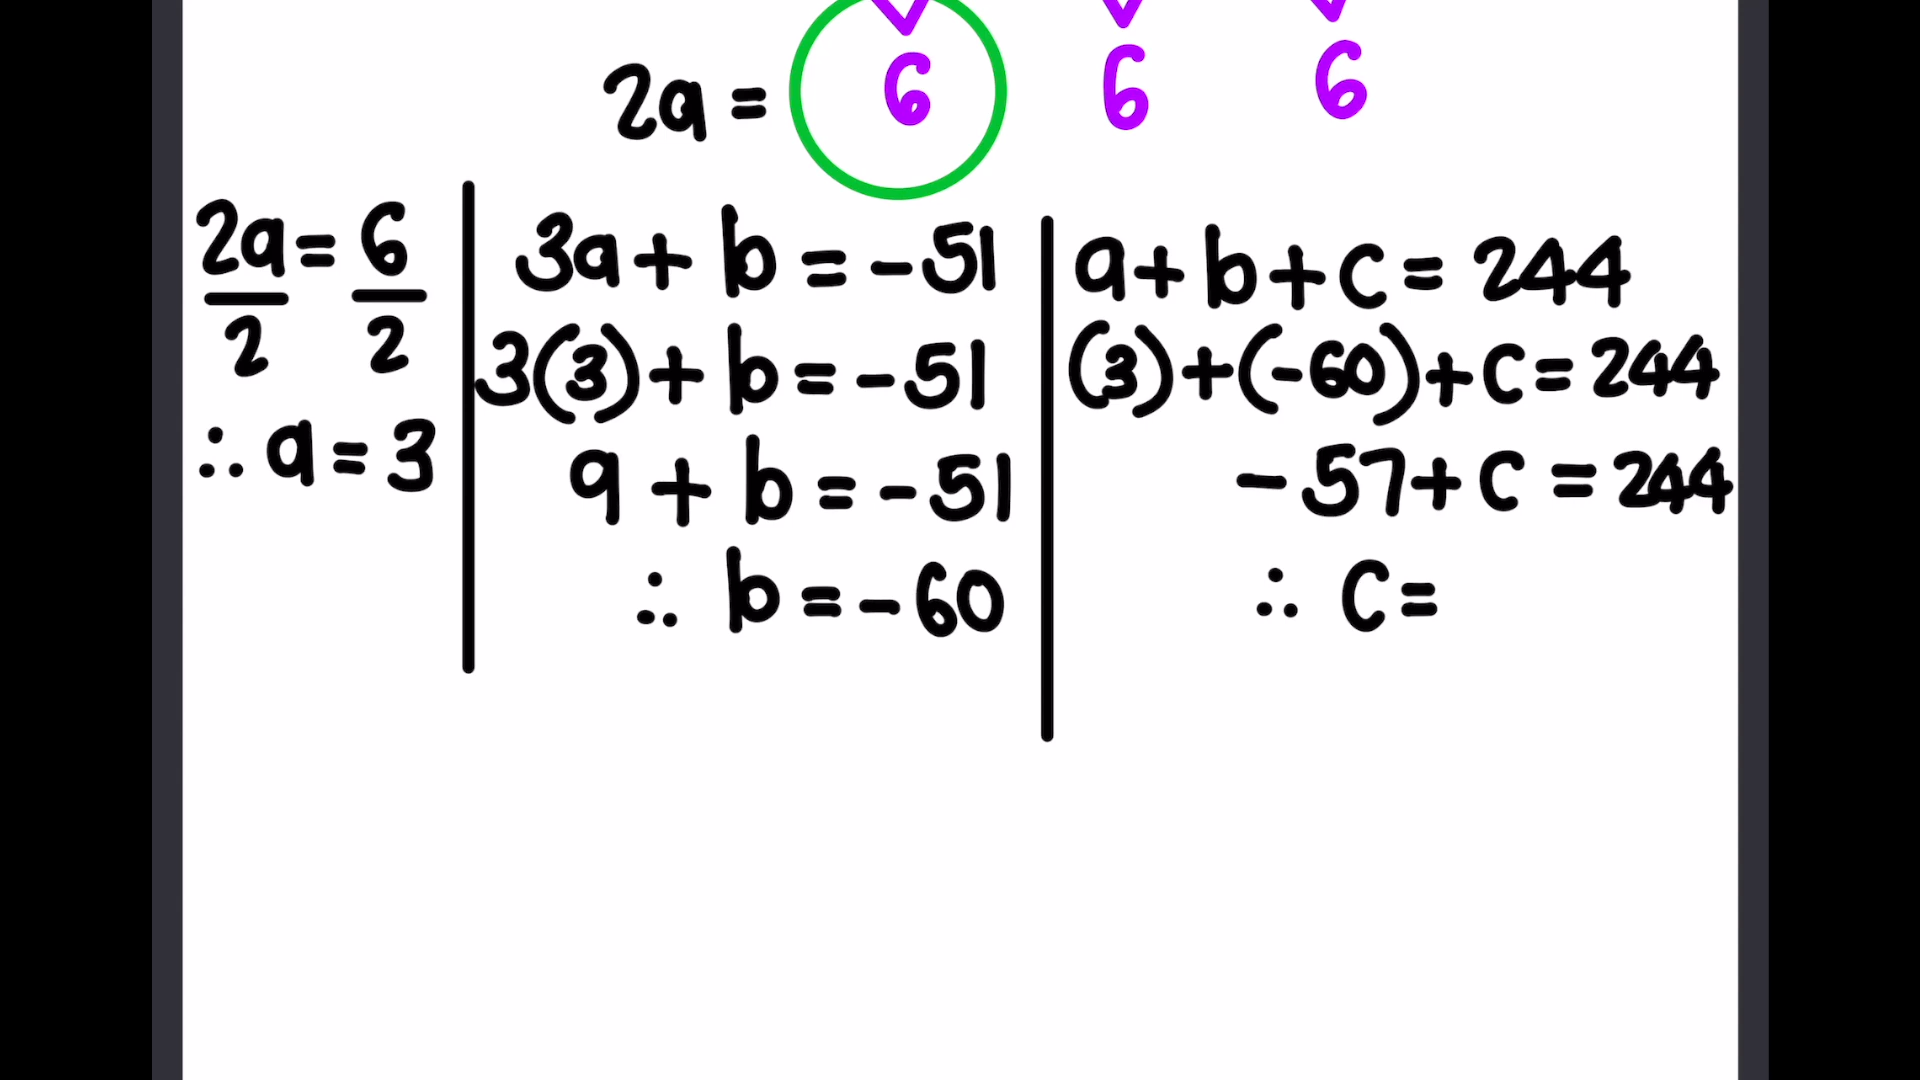 2a = 6 6 6
2a = 6
2 2
∴ a = 3
3a + b = -51
3(3) + b = -51
9 + b = -51
∴ b = -60
a + b + c = 244
(3) + (-60) + c = 244
-57 + c = 244
∴ c =